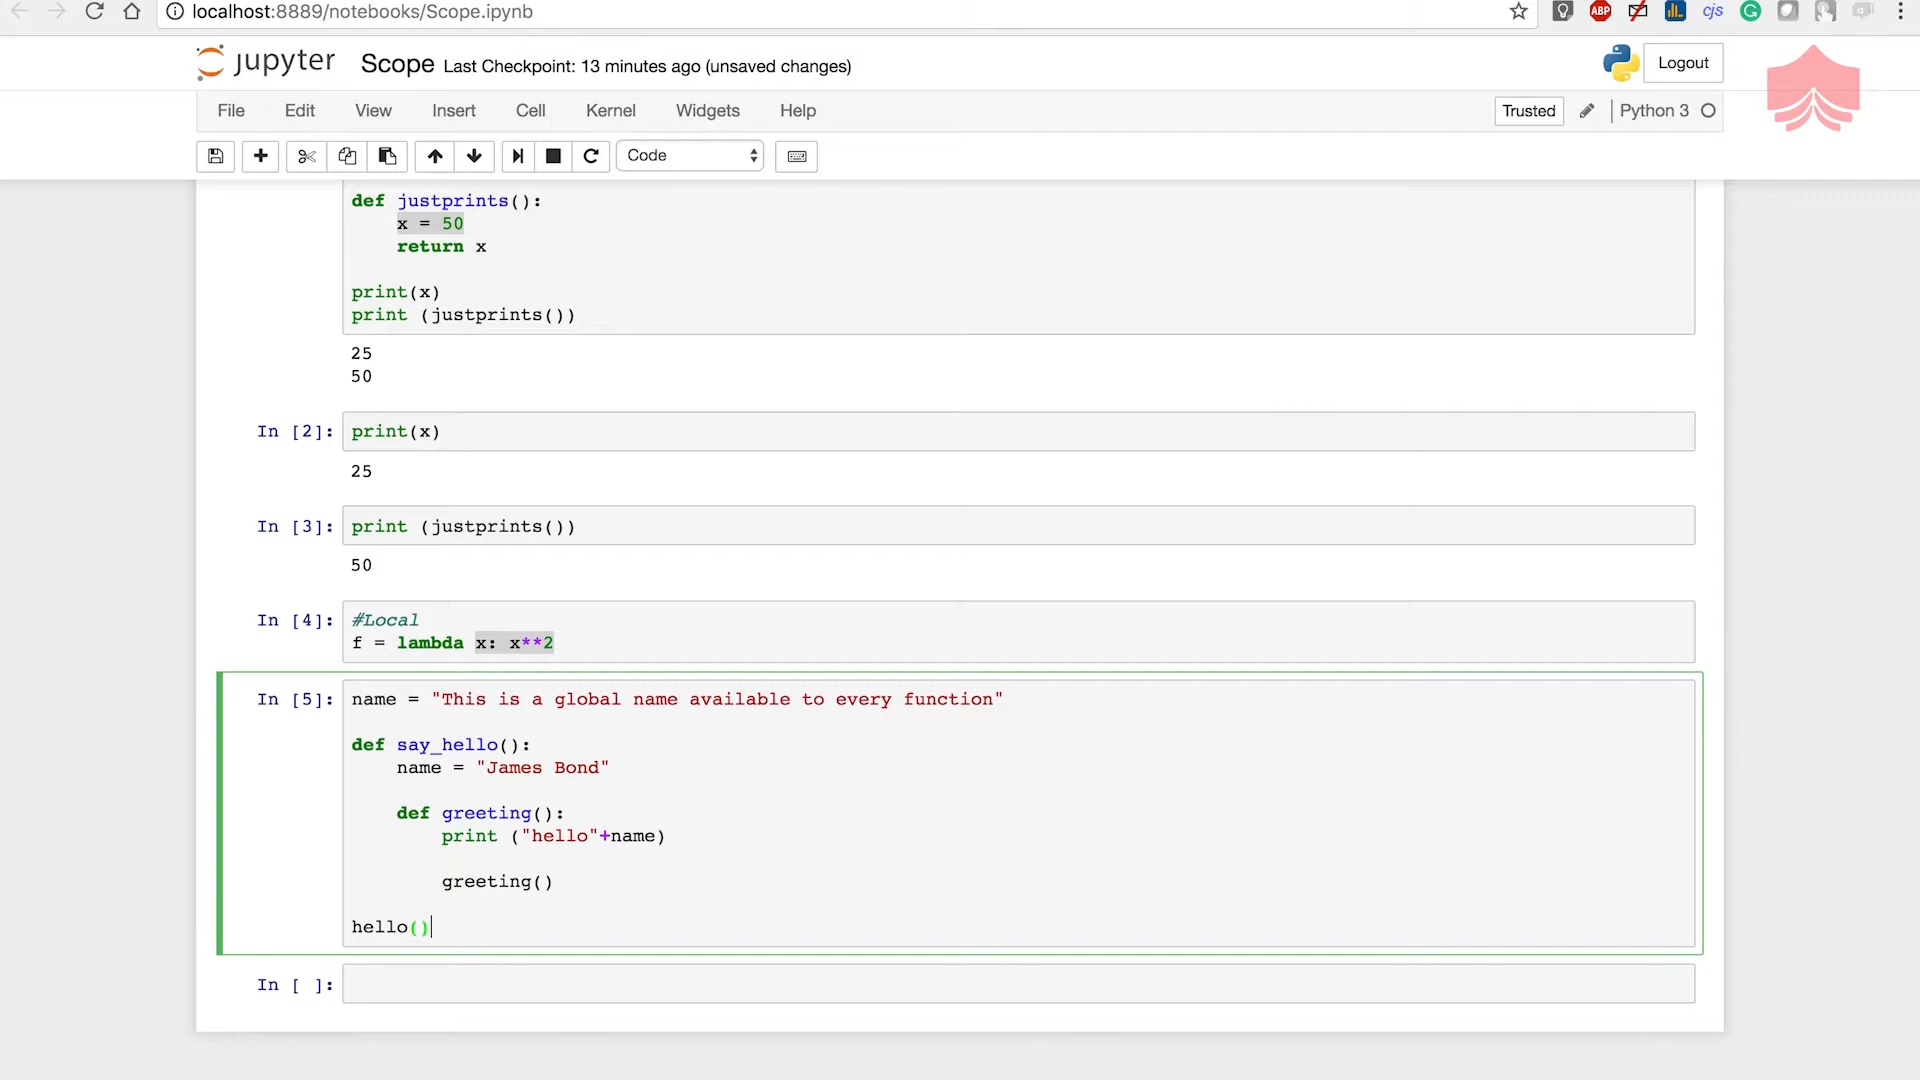 localhost:8889/notebooks/Scope.ipynb
ABP
cjs
jupyter Scope Last Checkpoint: 13 minutes ago (unsaved changes)
Logout
File Edit View Insert Cell Kernel Widgets Help
Trusted Python 3
Code
def justprints():
    x = 50
    return x
print(x)
print (justprints())
25
50
In [2]: print(x)
25
In [3]: print (justprints())
50
In [4]: #Local
f = lambda x: x**2
In [5]: name = "This is a global name available to every function"
def say_hello():
    name = "James Bond"
    def greeting():
        print ("hello"+name)
        greeting()
hello()
In [ ]: